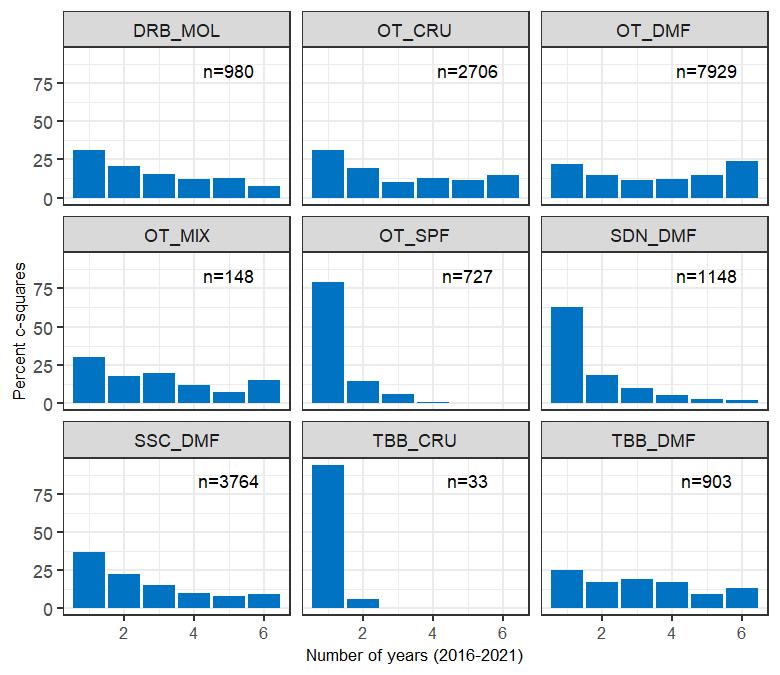 DRB_MOL OT_CRU OT_DMF
n=980 n=2706 n=7929
75
50
25
0
OT_MIX OT_SPF SDN_DMF
n=148 n=727 n=1148
75
50
25
0
Percent c-squares
SSC_DMF TBB_CRU TBB_DMF
n=3764 n=33 n=903
75
50
25
0
2 4 6 2 4 6 2 4 6
Number of years (2016-2021)